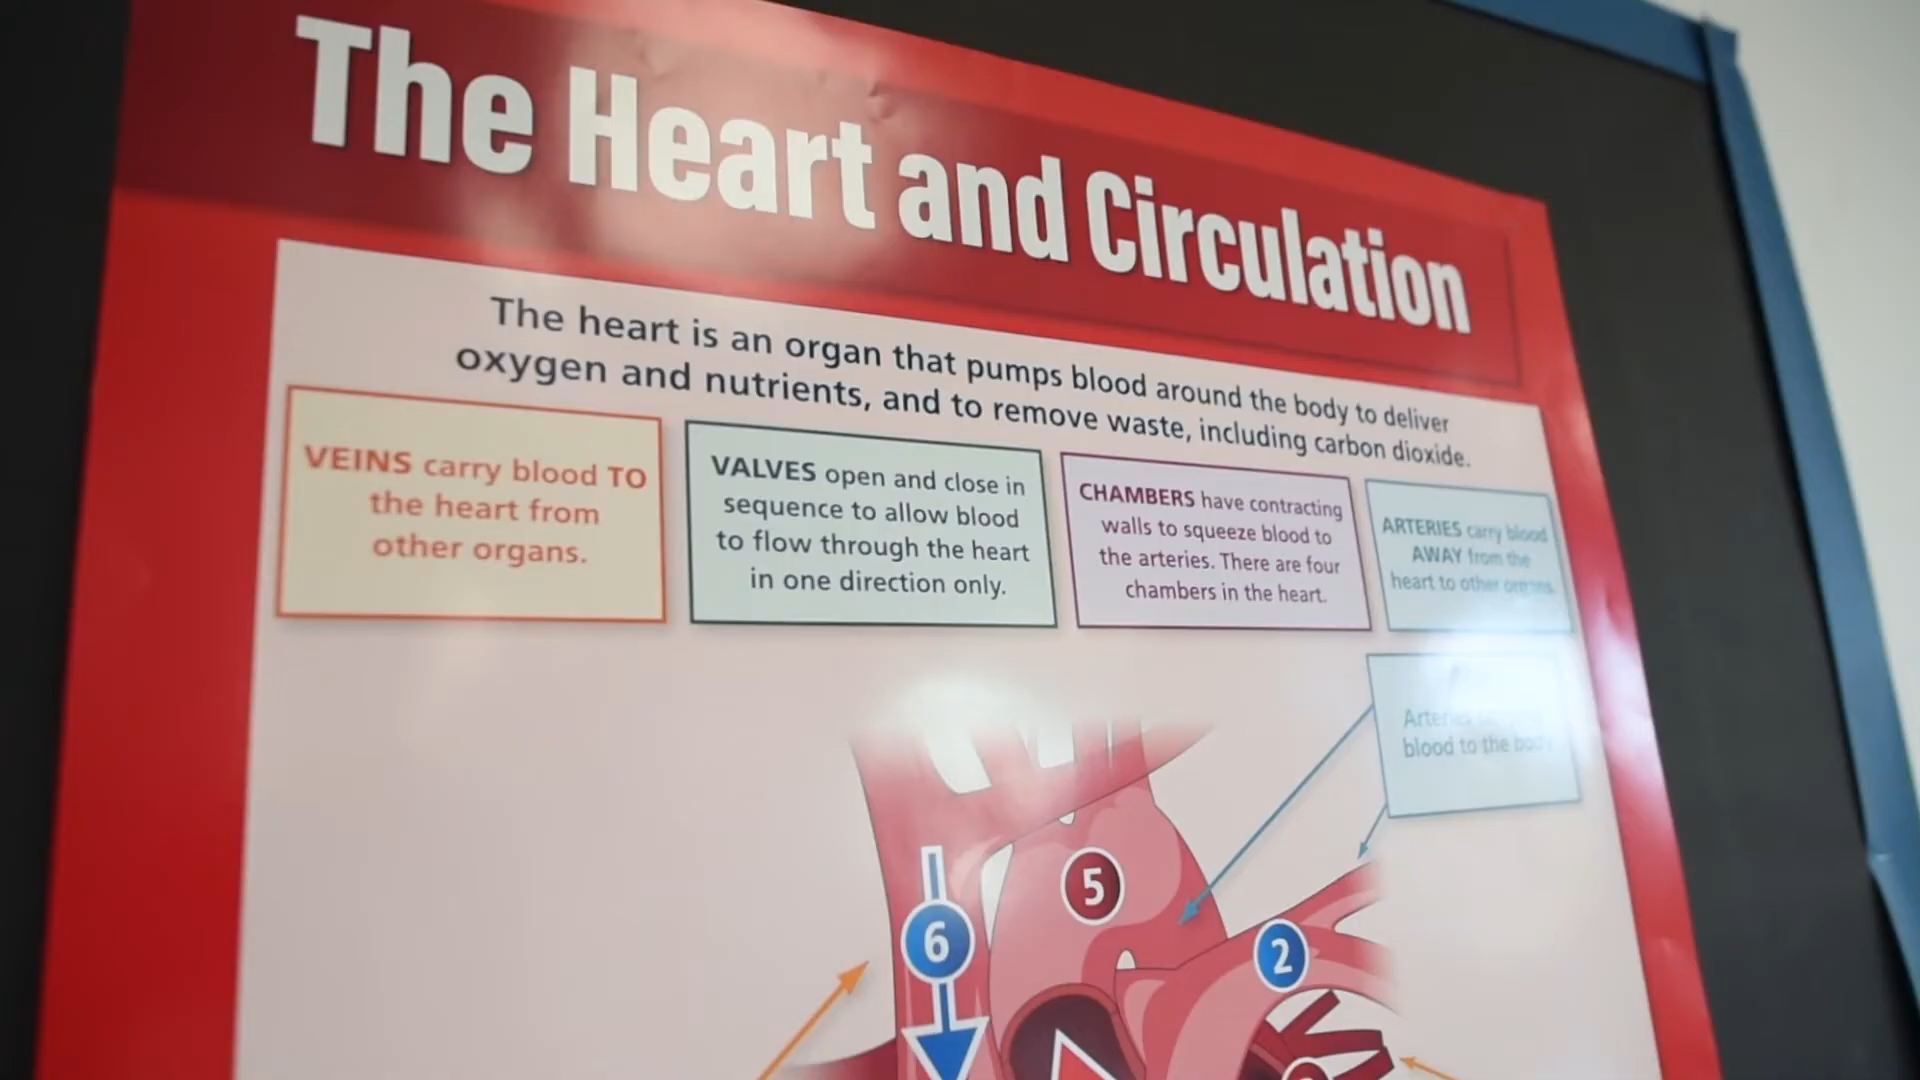 The Heart and Circulation
The heart is an organ that pumps blood around the body to deliver
oxygen and nutrients, and to remove waste, including carbon dioxide.
VEINS carry blood TO
the heart from
other organs.
VALVES open and close in
sequence to allow blood
to flow through the heart
in one direction only.
CHAMBERS have contracting
walls to squeeze blood to
the arteries. There are four
chambers in the heart.
ARTERIES carry blood
AWAY from the
heart to other organs.
Arteries
blood to the body
5
6
2